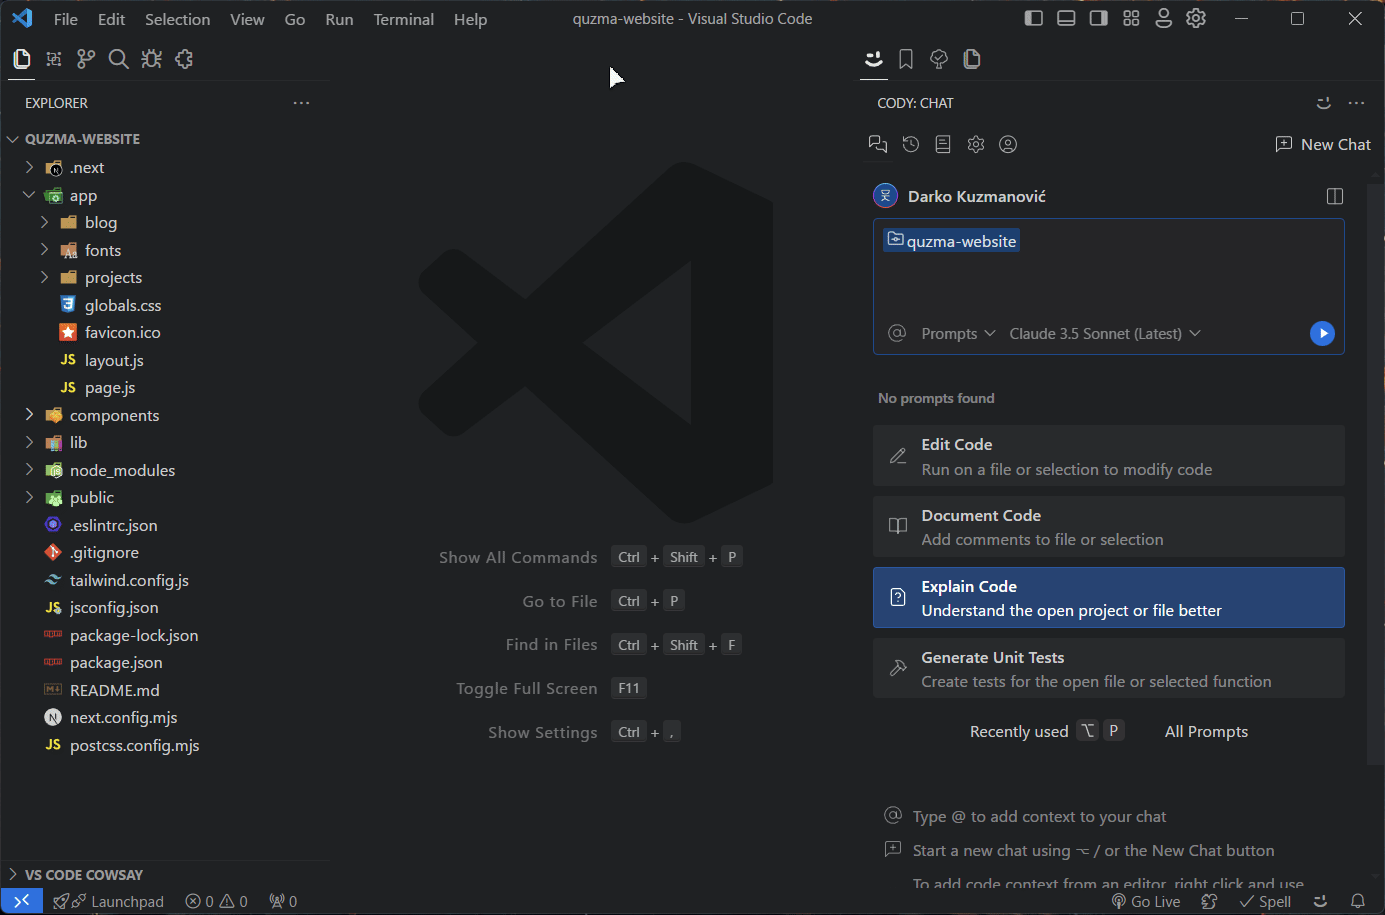 File Edit Selection View Go Run Terminal Help
quzma-website - Visual Studio Code
EXPLORER
QUZMA-WEBSITE
.next
app
blog
fonts
projects
globals.css
favicon.ico
JS layout.js
JS page.js
components
lib
node_modules
public
.eslintrc.json
.gitignore
tailwind.config.js
JS jsconfig.json
package-lock.json
package.json
README.md
N next.config.mjs
JS postcss.config.mjs
VS CODE COWSAY
Show All Commands Ctrl + Shift + P
Go to File Ctrl + P
Find in Files Ctrl + Shift + F
Toggle Full Screen F11
Show Settings Ctrl + ,
CODY: CHAT
New Chat
Darko Kuzmanović
quzma-website
@ Prompts Claude 3.5 Sonnet (Latest)
No prompts found
Edit Code
Run on a file or selection to modify code
Document Code
Add comments to file or selection
Explain Code
Understand the open project or file better
Generate Unit Tests
Create tests for the open file or selected function
Recently used ⌥ P All Prompts
@ Type @ to add context to your chat
Start a new chat using ⌥ / or the New Chat button
To add code context from an editor, right click and use
Launchpad 0 0 0 Go Live Spell